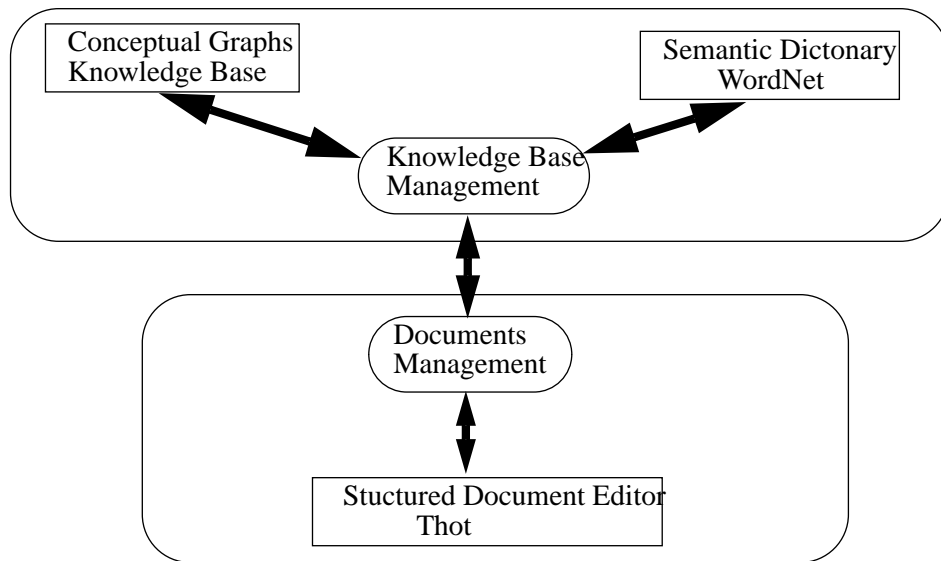 Conceptual Graphs
Knowledge Base
Semantic Dictonary
WordNet
Knowledge Base
Management
Documents
Management
Stuctured Document Editor
Thot